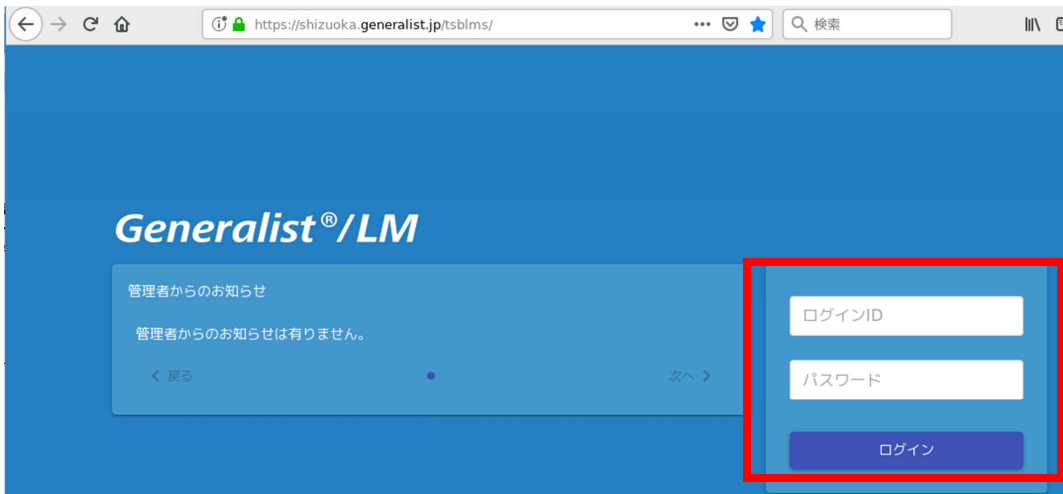 https://shizuoka.generalist.jp/tsblms/
検索
Generalist®/LM
管理者からのお知らせ
管理者からのお知らせは有りません。
戻る
次へ
ログインID
パスワード
ログイン